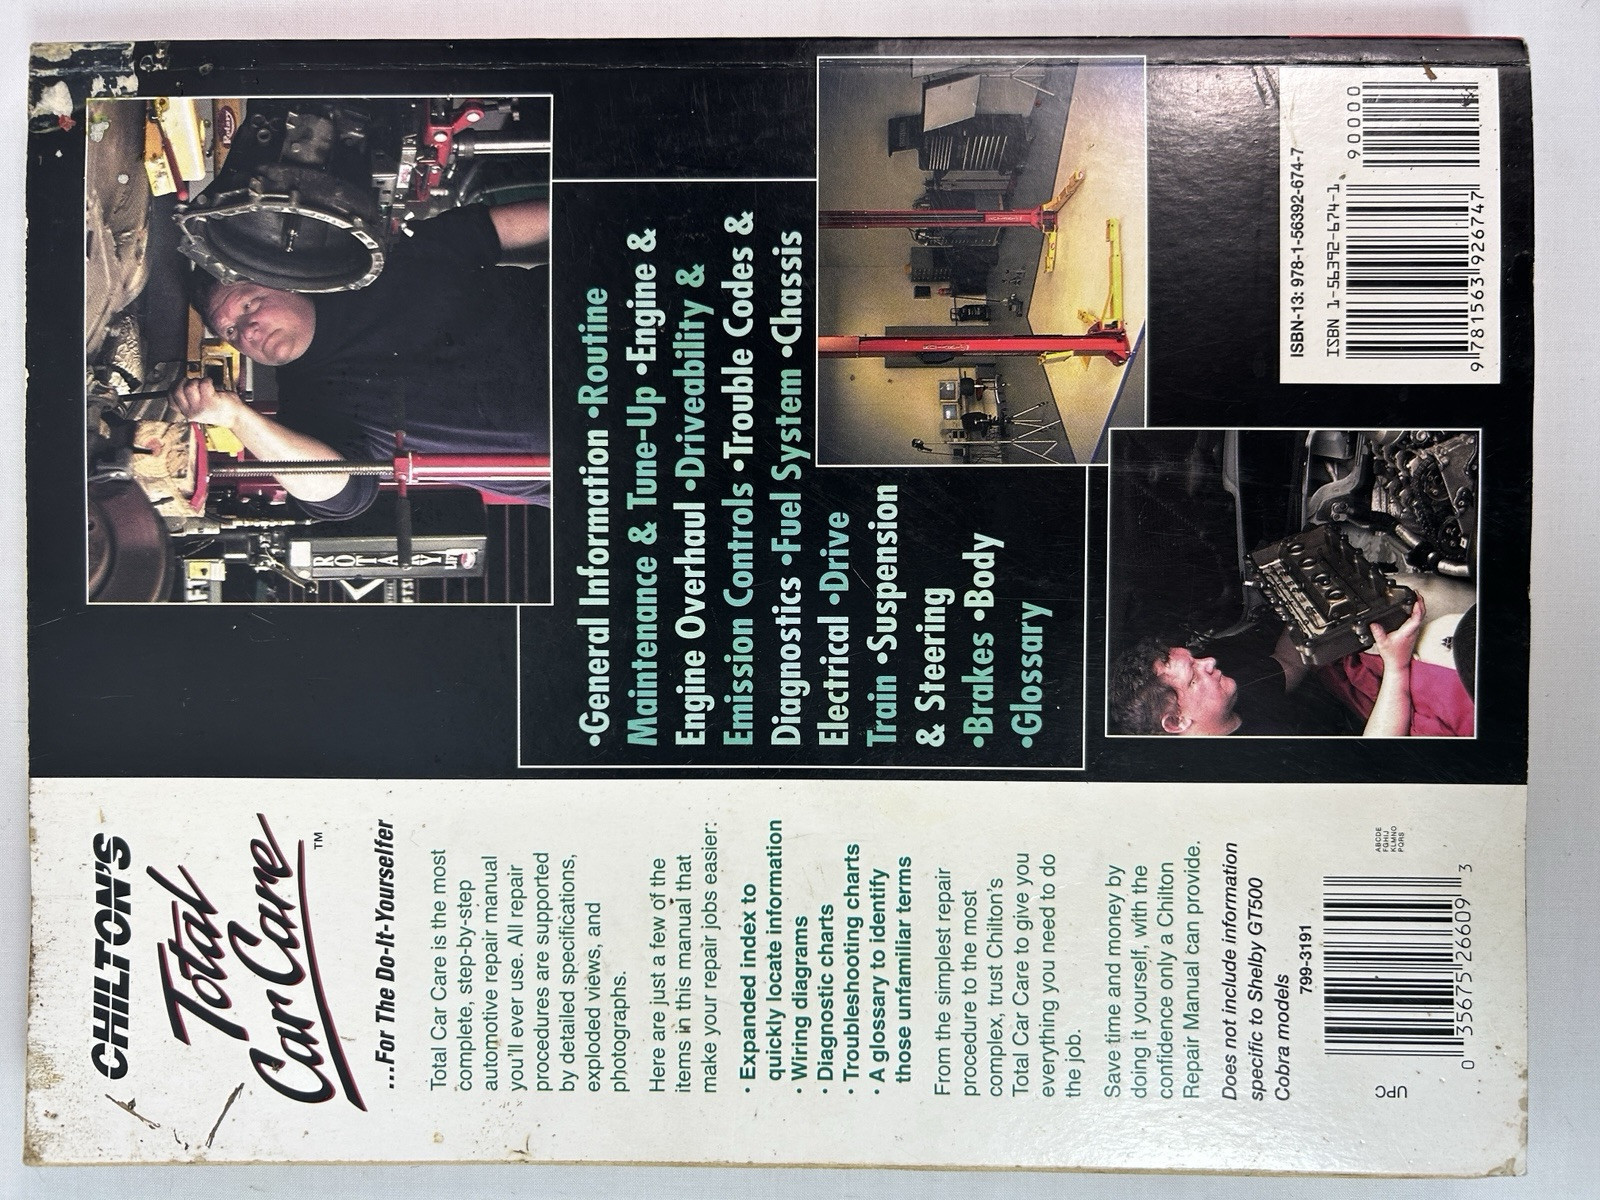 CHILTON'S
Total
Car Care™
...For The Do-It-Yourselfer
Total Car Care is the most
complete, step-by-step
automotive repair manual
you'll ever use. All repair
procedures are supported
by detailed specifications,
exploded views, and
photographs.
Here are just a few of the
items in this manual that
make your repair jobs easier:
• Expanded index to
quickly locate information
• Wiring diagrams
• Diagnostic charts
• Troubleshooting charts
• A glossary to identify
those unfamiliar terms
From the simplest repair
procedure to the most
complex, trust Chilton's
Total Care Care to give you
everything you need to do
the job.
Save time and money by
doing it yourself, with the
confidence only a Chilton
Repair Manual can provide.
Does not include information
specific to Shelby GT500
Cobra models
799-3191
UPC
0 35675 26609 3
ABCDE
FGHIJ
KLMNO
PQRS
•General Information •Routine
Maintenance & Tune-Up •Engine &
Engine Overhaul •Driveability &
Emission Controls •Trouble Codes &
Diagnostics •Fuel System •Chassis
Electrical •Drive
Train •Suspension
& Steering
•Brakes •Body
•Glossary
ROTARY
ISBN-13: 978-1-56392-674-7
ISBN 1-56392-674-1
90000
9 781563 926747